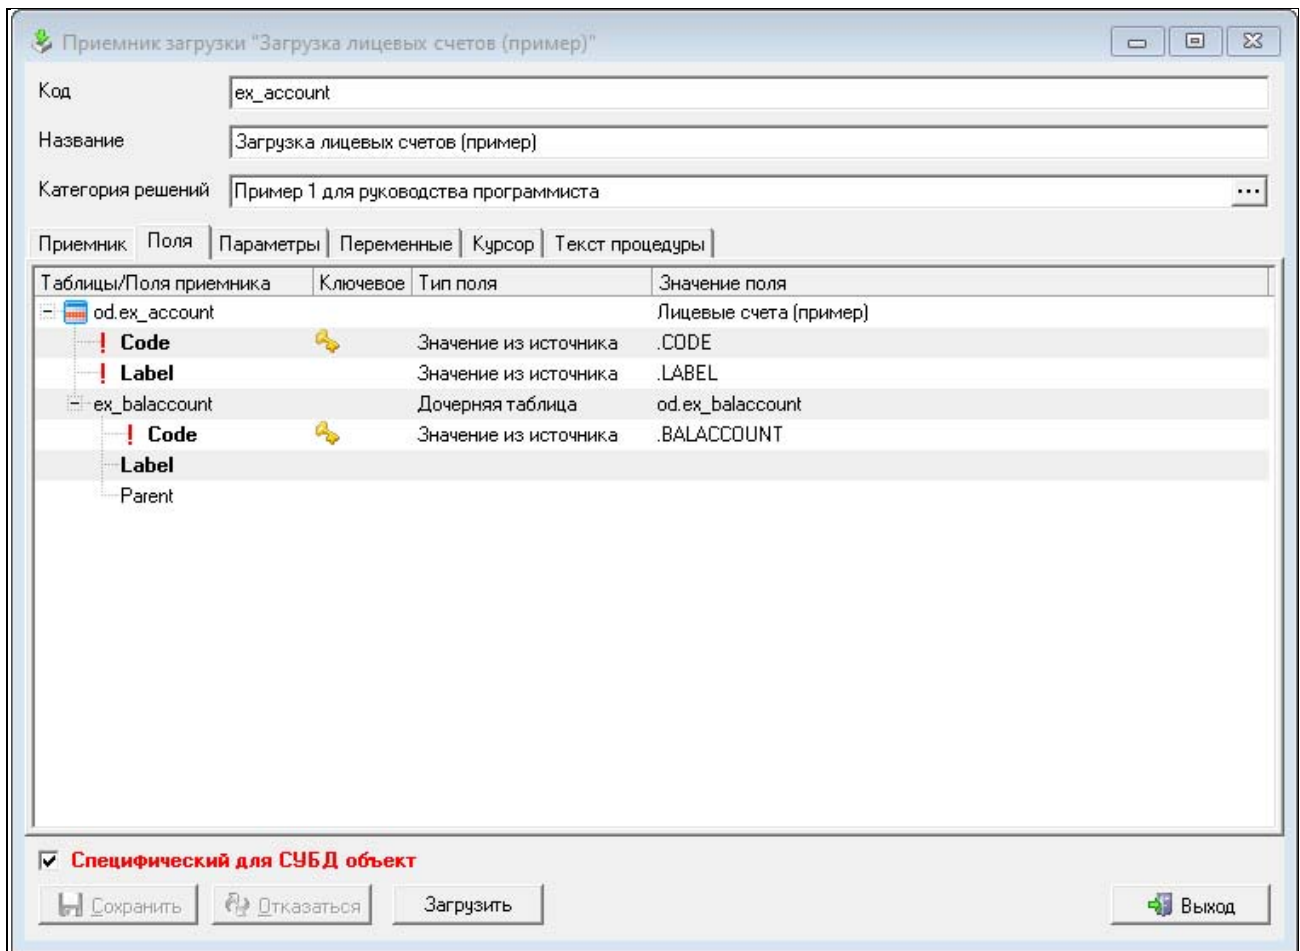 Приемник загрузки "Загрузка лицевых счетов (пример)"
Код ex_account
Название Загрузка лицевых счетов (пример)
Категория решений Пример 1 для руководства программиста ...
Приемник Поля Параметры Переменные Курсор Текст процедуры
Таблицы/Поля приемника Ключевое Тип поля Значение поля
od.ex_account Лицевые счета (пример)
! Code Значение из источника .CODE
! Label Значение из источника .LABEL
ex_balaccount Дочерняя таблица od.ex_balaccount
! Code Значение из источника .BALACCOUNT
Label
Parent
Специфический для СУБД объект
Сохранить Отказаться Загрузить Выход